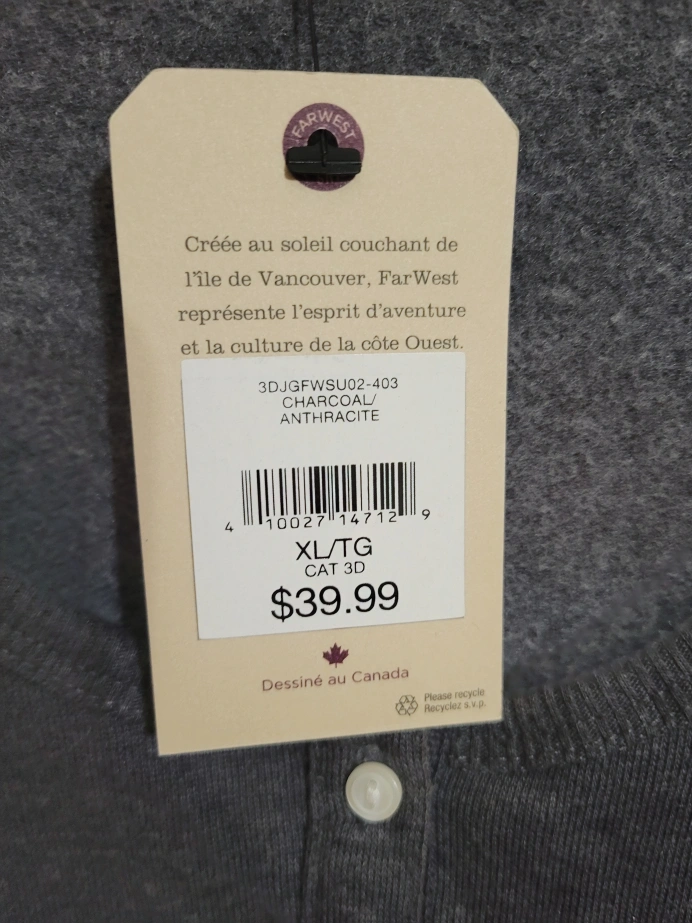 FARWEST
Créée au soleil couchant de
l'île de Vancouver, FarWest
représente l'esprit d'aventure
et la culture de la côte Ouest.
3DJGFWSU02-403
CHARCOAL/
ANTHRACITE
4 10027 14712 9
XL/TG
CAT 3D
$39.99
Dessiné au Canada
Please recycle
Recyclez s.v.p.